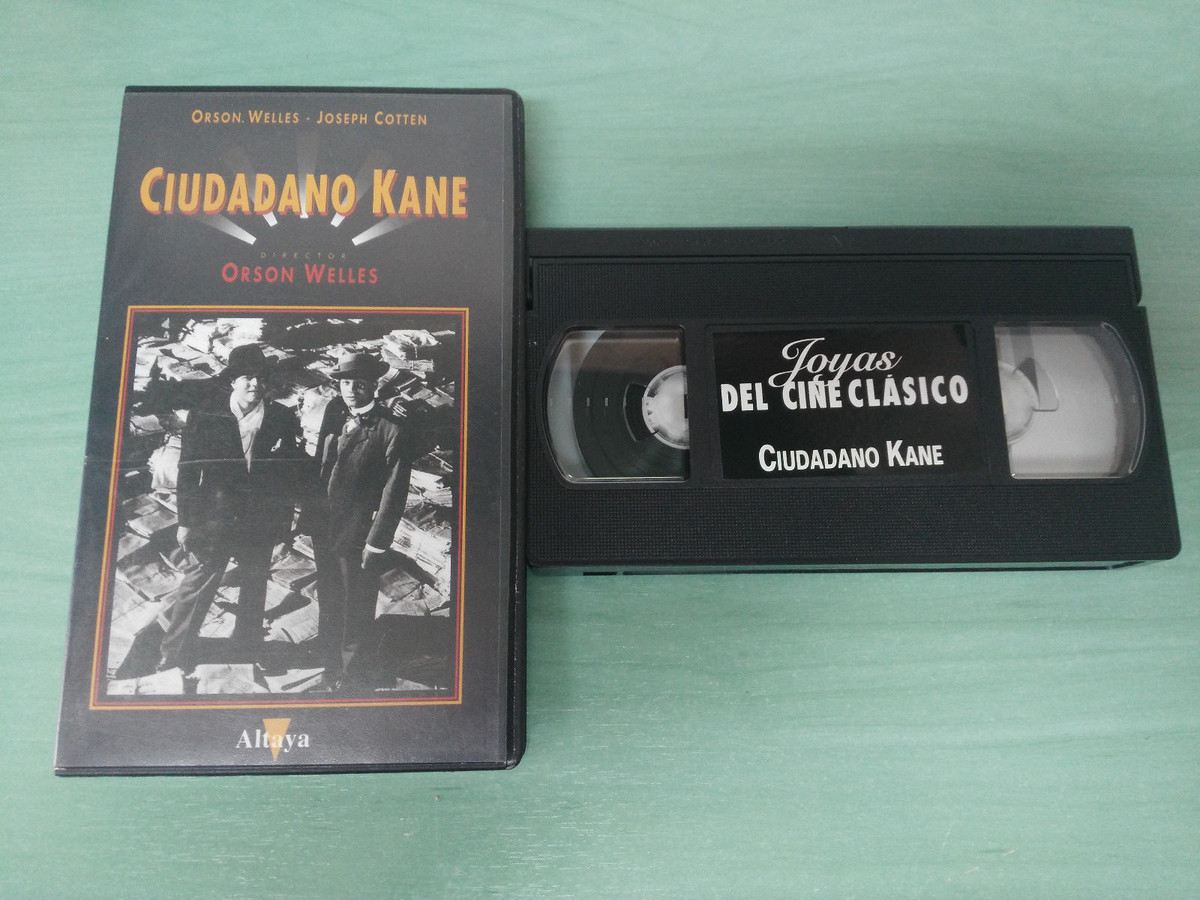 ORSON WELLES - JOSEPH COTTEN
CIUDADANO KANE
DIRECTOR
ORSON WELLES
Altaya
Joyas
DEL CINE CLÁSICO
CIUDADANO KANE